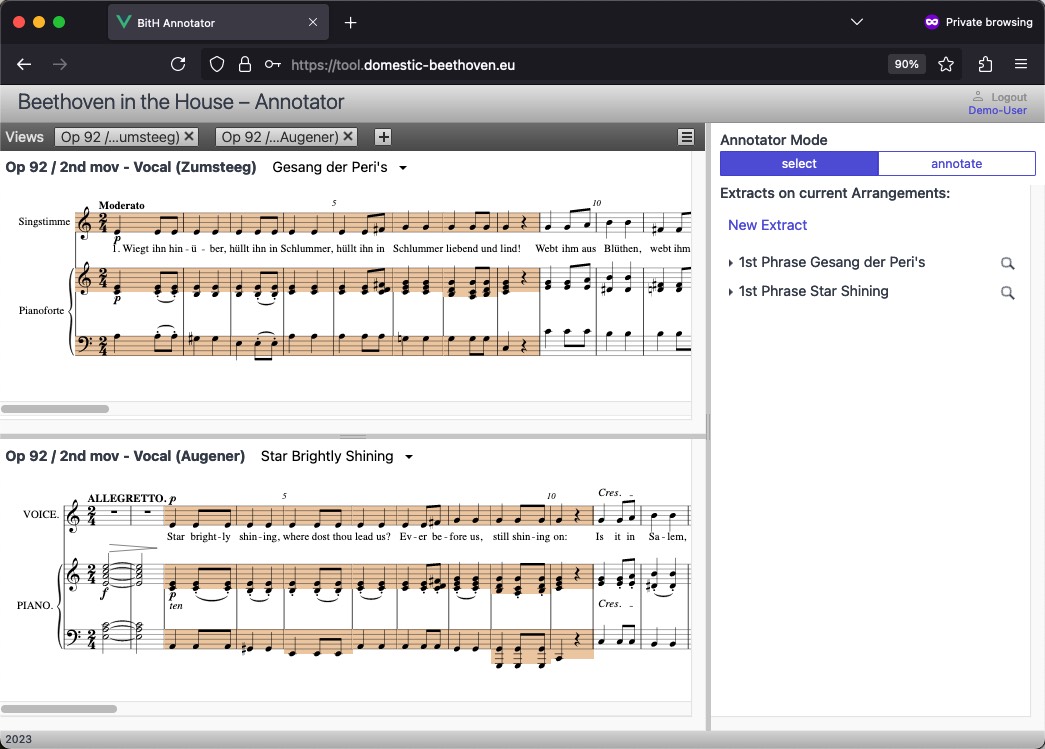 BitH Annotator
Private browsing
https://tool.domestic-beethoven.eu
90%
Beethoven in the House – Annotator
Logout
Demo-User
Views
Op 92 /...umsteeg)
Op 92 /...Augener)
Op 92 / 2nd mov - Vocal (Zumsteeg) Gesang der Peri's
Moderato
5
10
Singstimme
p
1. Wiegt ihn hin - ü - ber, hüllt ihn in Schlummer, hüllt ihn in Schlummer liebend und lind! Webt ihm aus Blüthen, webt ihm
p
Pianoforte
Op 92 / 2nd mov - Vocal (Augener) Star Brightly Shining
ALLEGRETTO. p
5
10
Cres.
VOICE.
Star bright-ly shin-ing, where dost thou lead us? Ev-er be-fore us, still shin-ing on: Is it in Sa-lem,
f
p
ten
Cres.
PIANO.
Annotator Mode
select
annotate
Extracts on current Arrangements:
New Extract
1st Phrase Gesang der Peri's
1st Phrase Star Shining
2023